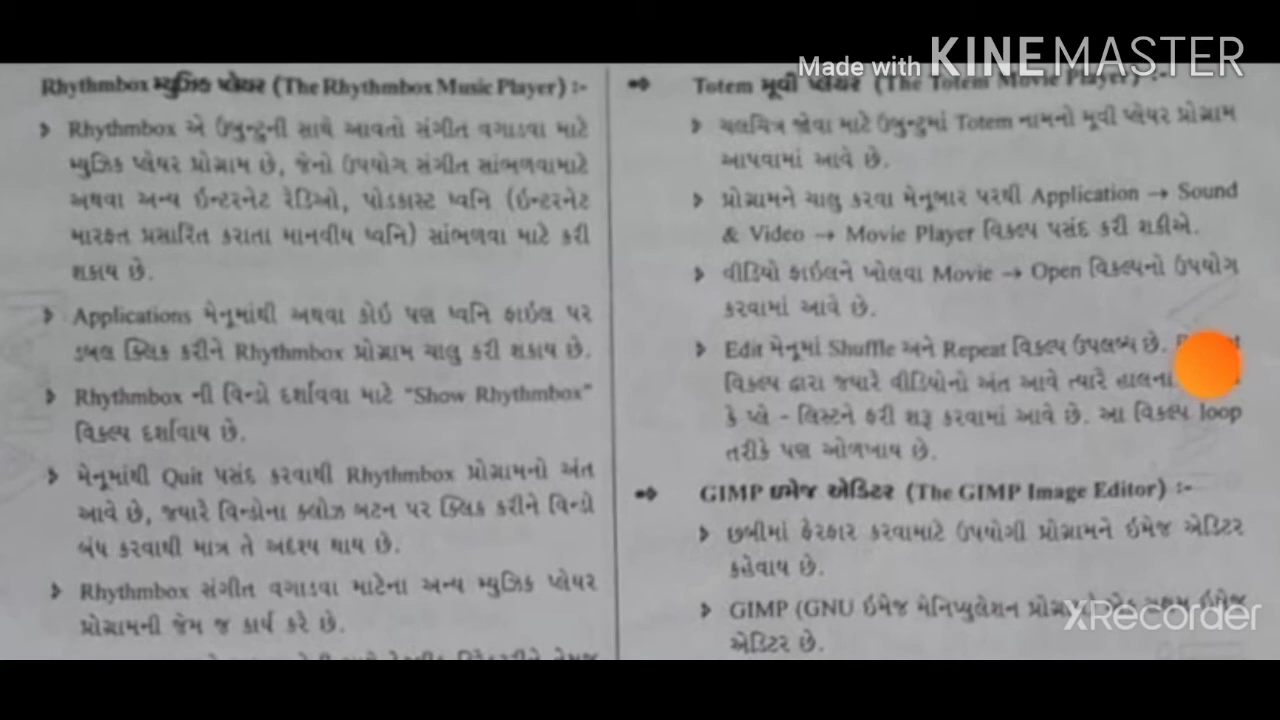 Made with KINEMASTER
Rhythmbox મ્યુઝિક પ્લેયર (The Rhythmbox Music Player) :-
Rhythmbox એ ઉબુન્ટુની સાથે આવતો સંગીત વગાડવા માટે
મ્યુઝિક પ્લેયર પ્રોગ્રામ છે, જેનો ઉપયોગ સંગીત સાંભળવામાટે
અથવા અન્ય ઇન્ટરનેટ રેડિઓ, પોડકાસ્ટ ધ્વનિ (ઇન્ટરનેટ
મારફત પ્રસારિત કરાતા માનવીય ધ્વનિ) સાંભળવા માટે કરી
શકાય છે.
Applications મેનૂમાંથી અથવા કોઈ પણ ધ્વનિ ફાઇલ પર
ડબલ ક્લિક કરીને Rhythmbox પ્રોગ્રામ ચાલુ કરી શકાય છે.
Rhythmbox ની વિન્ડો દર્શાવવા માટે "Show Rhythmbox"
વિકલ્પ દર્શાવાય છે.
મેનૂમાંથી Quit પસંદ કરવાથી Rhythmbox પ્રોગ્રામનો અંત
આવે છે, જ્યારે વિન્ડોના ક્લોઝ બટન પર ક્લિક કરીને વિન્ડો
બંધ કરવાથી માત્ર તે અદશ્ય થાય છે.
Rhythmbox સંગીત વગાડવા માટેના અન્ય મ્યુઝિક પ્લેયર
પ્રોગ્રામની જેમ જ કાર્ય કરે છે.
Totem મૂવી પ્લેયર (The Totem Movie Player) :-
ચલચિત્ર જોવા માટે ઉબુન્ટુમાં Totem નામનો મૂવી પ્લેયર પ્રોગ્રામ
આપવામાં આવે છે.
પ્રોગ્રામને ચાલુ કરવા મેનૂબાર પરથી Application → Sound
& Video → Movie Player વિકલ્પ પસંદ કરી શકીએ.
વીડિયો ફાઇલને ખોલવા Movie → Open વિકલ્પનો ઉપયોગ
કરવામાં આવે છે.
Edit મેનૂમાં Shuffle અને Repeat વિકલ્પ ઉપલબ્ધ છે.
વિકલ્પ દ્વારા જ્યારે વીડિયોનો અંત આવે ત્યારે હાલના
કે પ્લે - લિસ્ટને ફરી શરૂ કરવામાં આવે છે. આ વિકલ્પ loop
તરીકે પણ ઓળખાય છે.
GIMP ઇમેજ એડિટર (The GIMP Image Editor) :-
છબીમાં ફેરફાર કરવામાટે ઉપયોગી પ્રોગ્રામને ઇમેજ એડિટર
કહેવાય છે.
GIMP (GNU ઇમેજ મેનિપ્યુલેશન ઇમેજ
એડિટર છે.
XRecorder